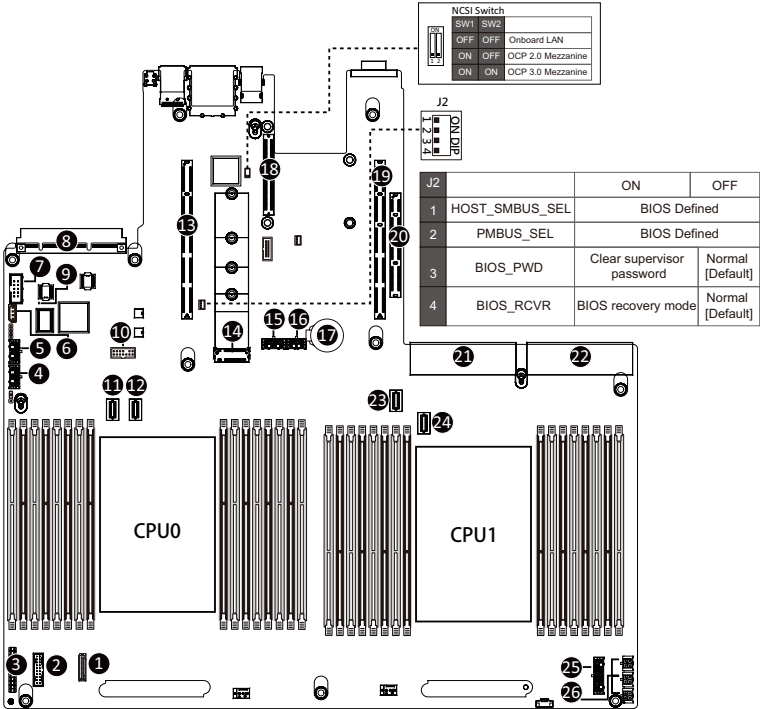 NCSI Switch
SW1 SW2
OFF OFF Onboard LAN
ON OFF OCP 2.0 Mezzanine
ON ON OCP 3.0 Mezzanine
ON
1 2
J2
1 2 3 4
ON DIP
J2 ON OFF
1 HOST_SMBUS_SEL BIOS Defined
2 PMBUS_SEL BIOS Defined
3 BIOS_PWD Clear supervisor password Normal [Default]
4 BIOS_RCVR BIOS recovery mode Normal [Default]
18
19
13
20
8
7
9
5
6
4
10
14
15
16
17
21
22
11
12
23
24
CPU0
CPU1
3
2
1
25
26